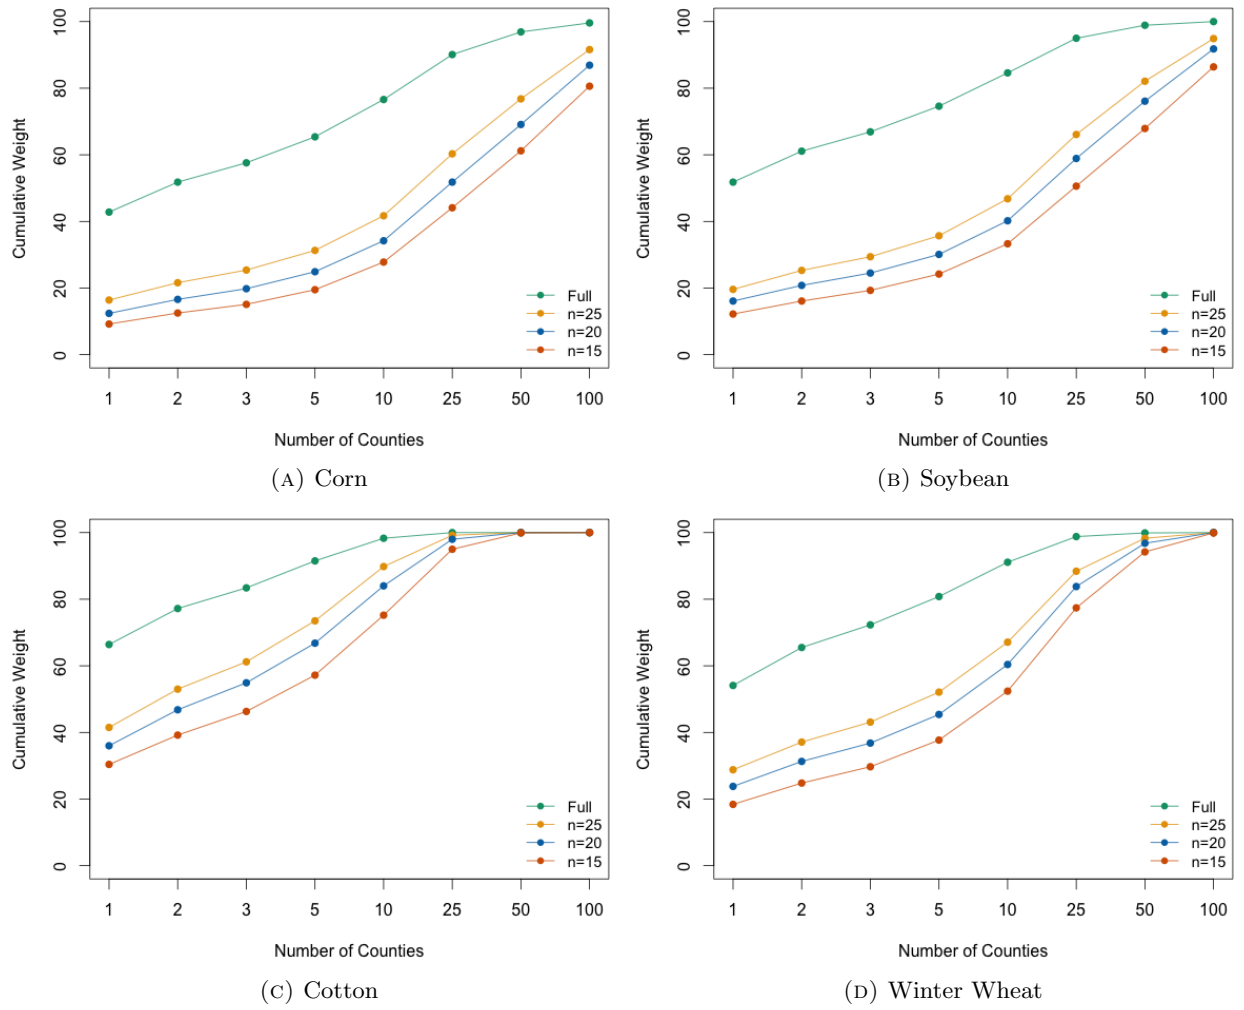 Cumulative Weight
100
80
60
40
20
0
Full
n=25
n=20
n=15
1 2 3 5 10 25 50 100
Number of Counties
(A) Corn
Cumulative Weight
100
80
60
40
20
0
Full
n=25
n=20
n=15
1 2 3 5 10 25 50 100
Number of Counties
(B) Soybean
Cumulative Weight
100
80
60
40
20
0
Full
n=25
n=20
n=15
1 2 3 5 10 25 50 100
Number of Counties
(C) Cotton
Cumulative Weight
100
80
60
40
20
0
Full
n=25
n=20
n=15
1 2 3 5 10 25 50 100
Number of Counties
(D) Winter Wheat